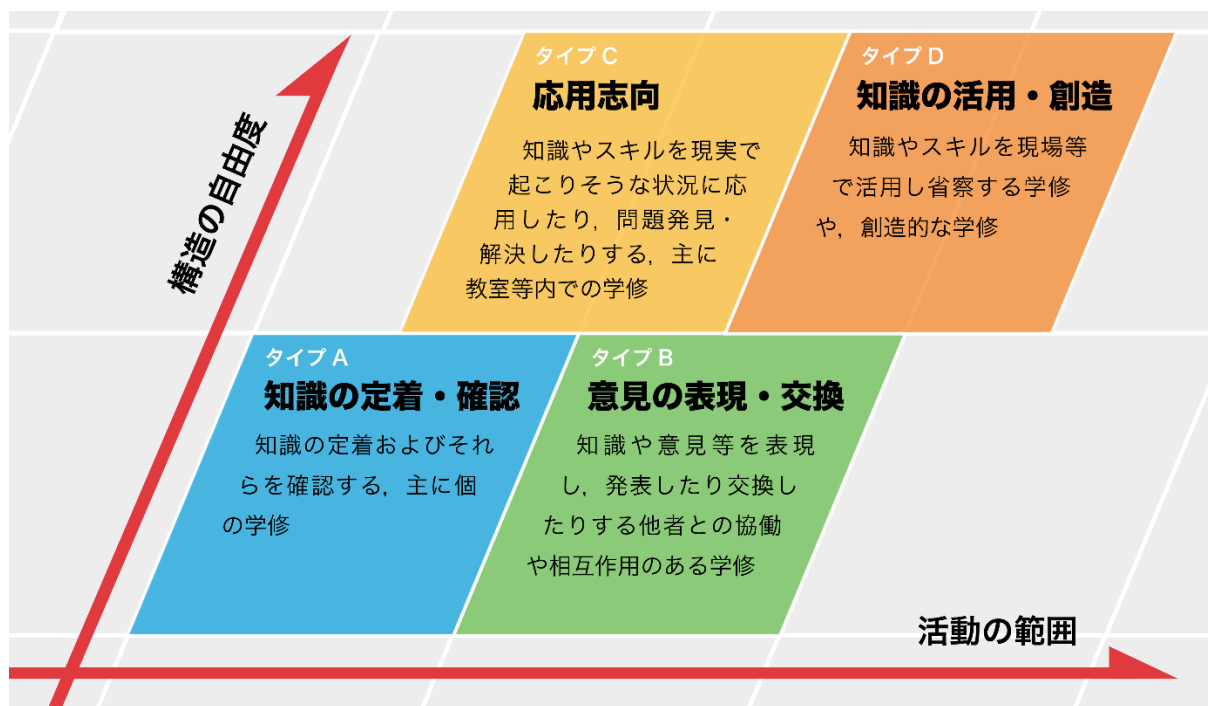 構造の自由度
タイプ C
応用志向
知識やスキルを現実で
起こりそうな状況に応
用したり，問題発見・
解決したりする，主に
教室等内での学修
タイプ D
知識の活用・創造
知識やスキルを現場等
で活用し省察する学修
や，創造的な学修
タイプ A
知識の定着・確認
知識の定着およびそれ
らを確認する，主に個
の学修
タイプ B
意見の表現・交換
知識や意見等を表現
し，発表したり交換し
たりする他者との協働
や相互作用のある学修
活動の範囲